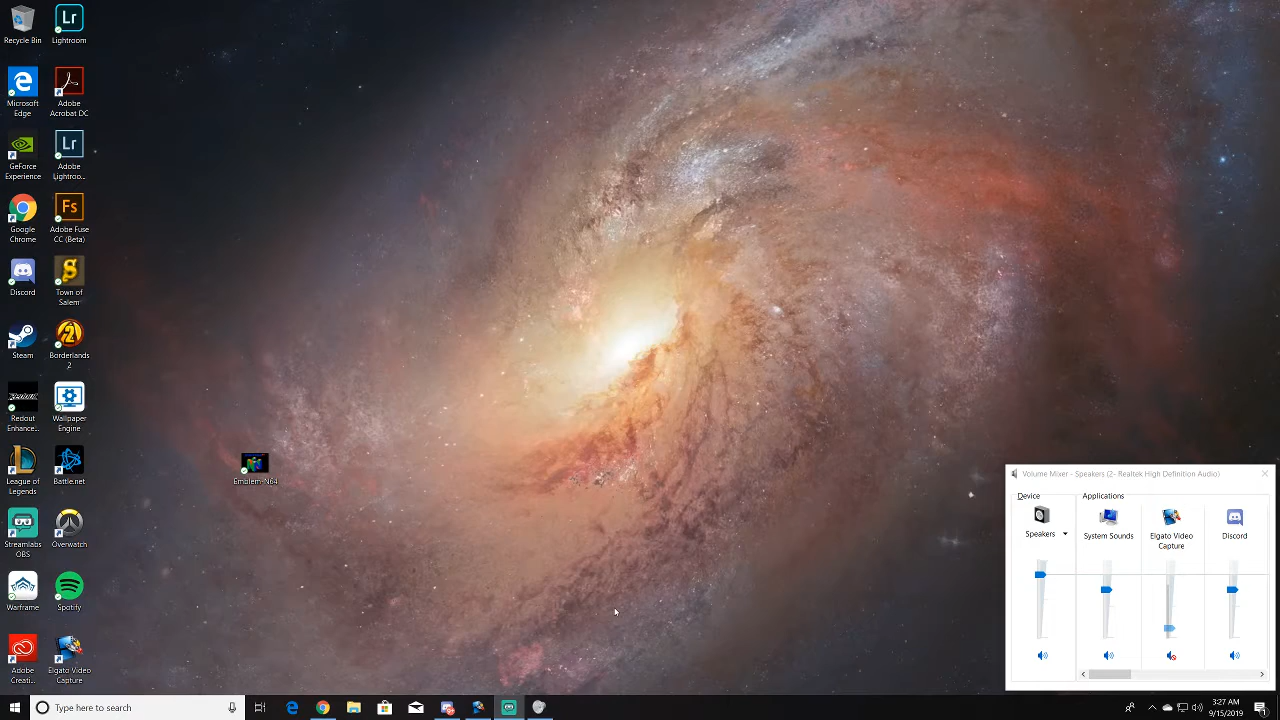 Recycle Bin
Lightroom
Microsoft
Edge
Adobe
Acrobat DC
GeForce
Experience
Adobe
Lightroo...
Google
Chrome
Adobe Fuse
CC (Beta)
Discord
Town of
Salem
Steam
Borderlands
2
Redout
Enhance...
Wallpaper
Engine
League of
Legends
Battle.net
Streamlabs
OBS
Overwatch
Warframe
Spotify
Adobe
Creati...
Elgato Video
Capture
Emblem-N64
Volume Mixer - Speakers (2- Realtek High Definition Audio)
Device
Applications
Speakers
System Sounds
Elgato Video
Capture
Discord
Type here to search
3:27 AM
9/15/2019